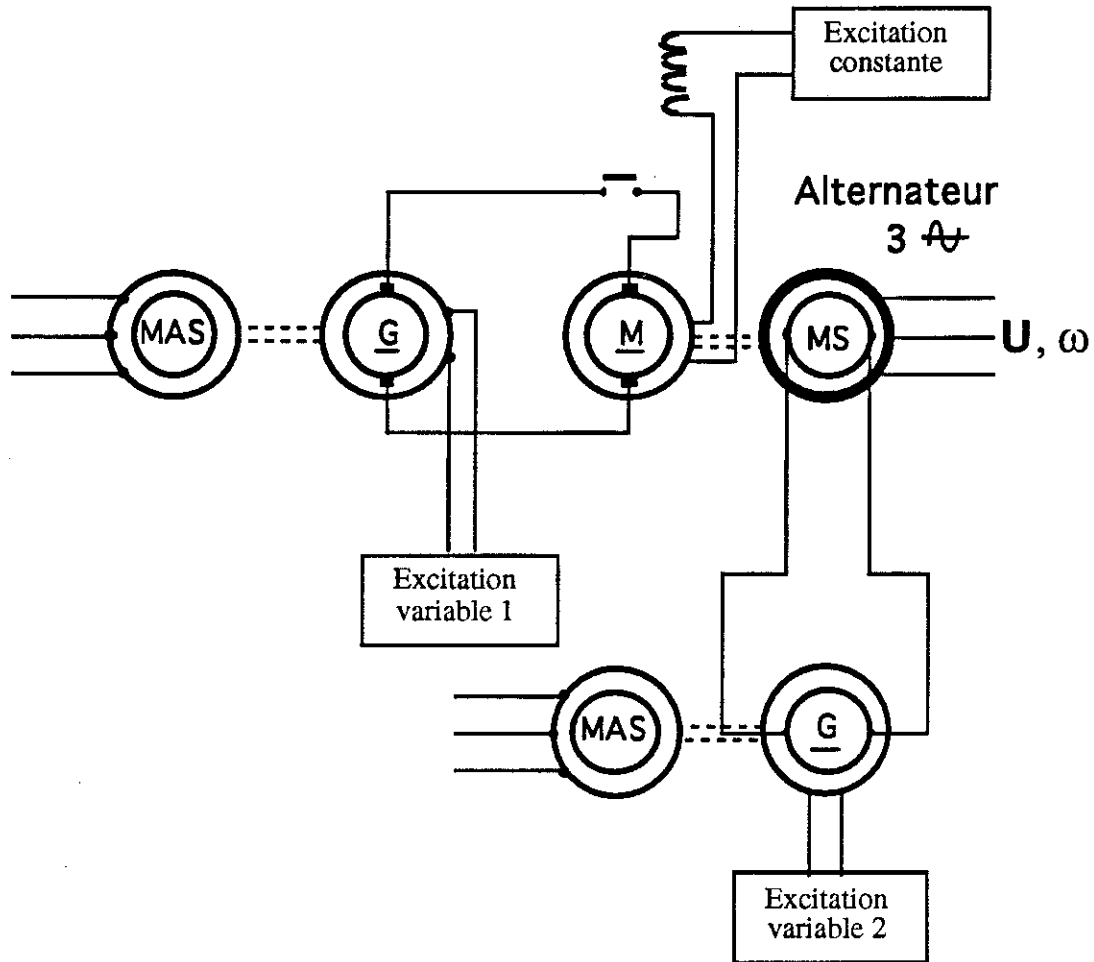 Excitation
constante
Alternateur
3
MAS
G
M
MS
U, ω
Excitation
variable 1
MAS
G
Excitation
variable 2